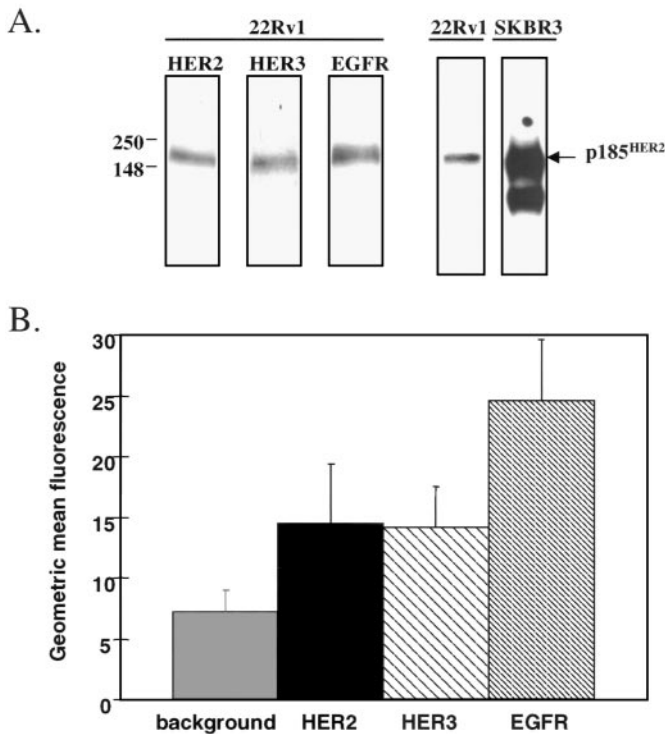 A.
22Rv1 22Rv1 SKBR3
HER2 HER3 EGFR
250
148
p185HER2
B.
Geometric mean fluorescence
30
25
20
15
10
5
0
background HER2 HER3 EGFR